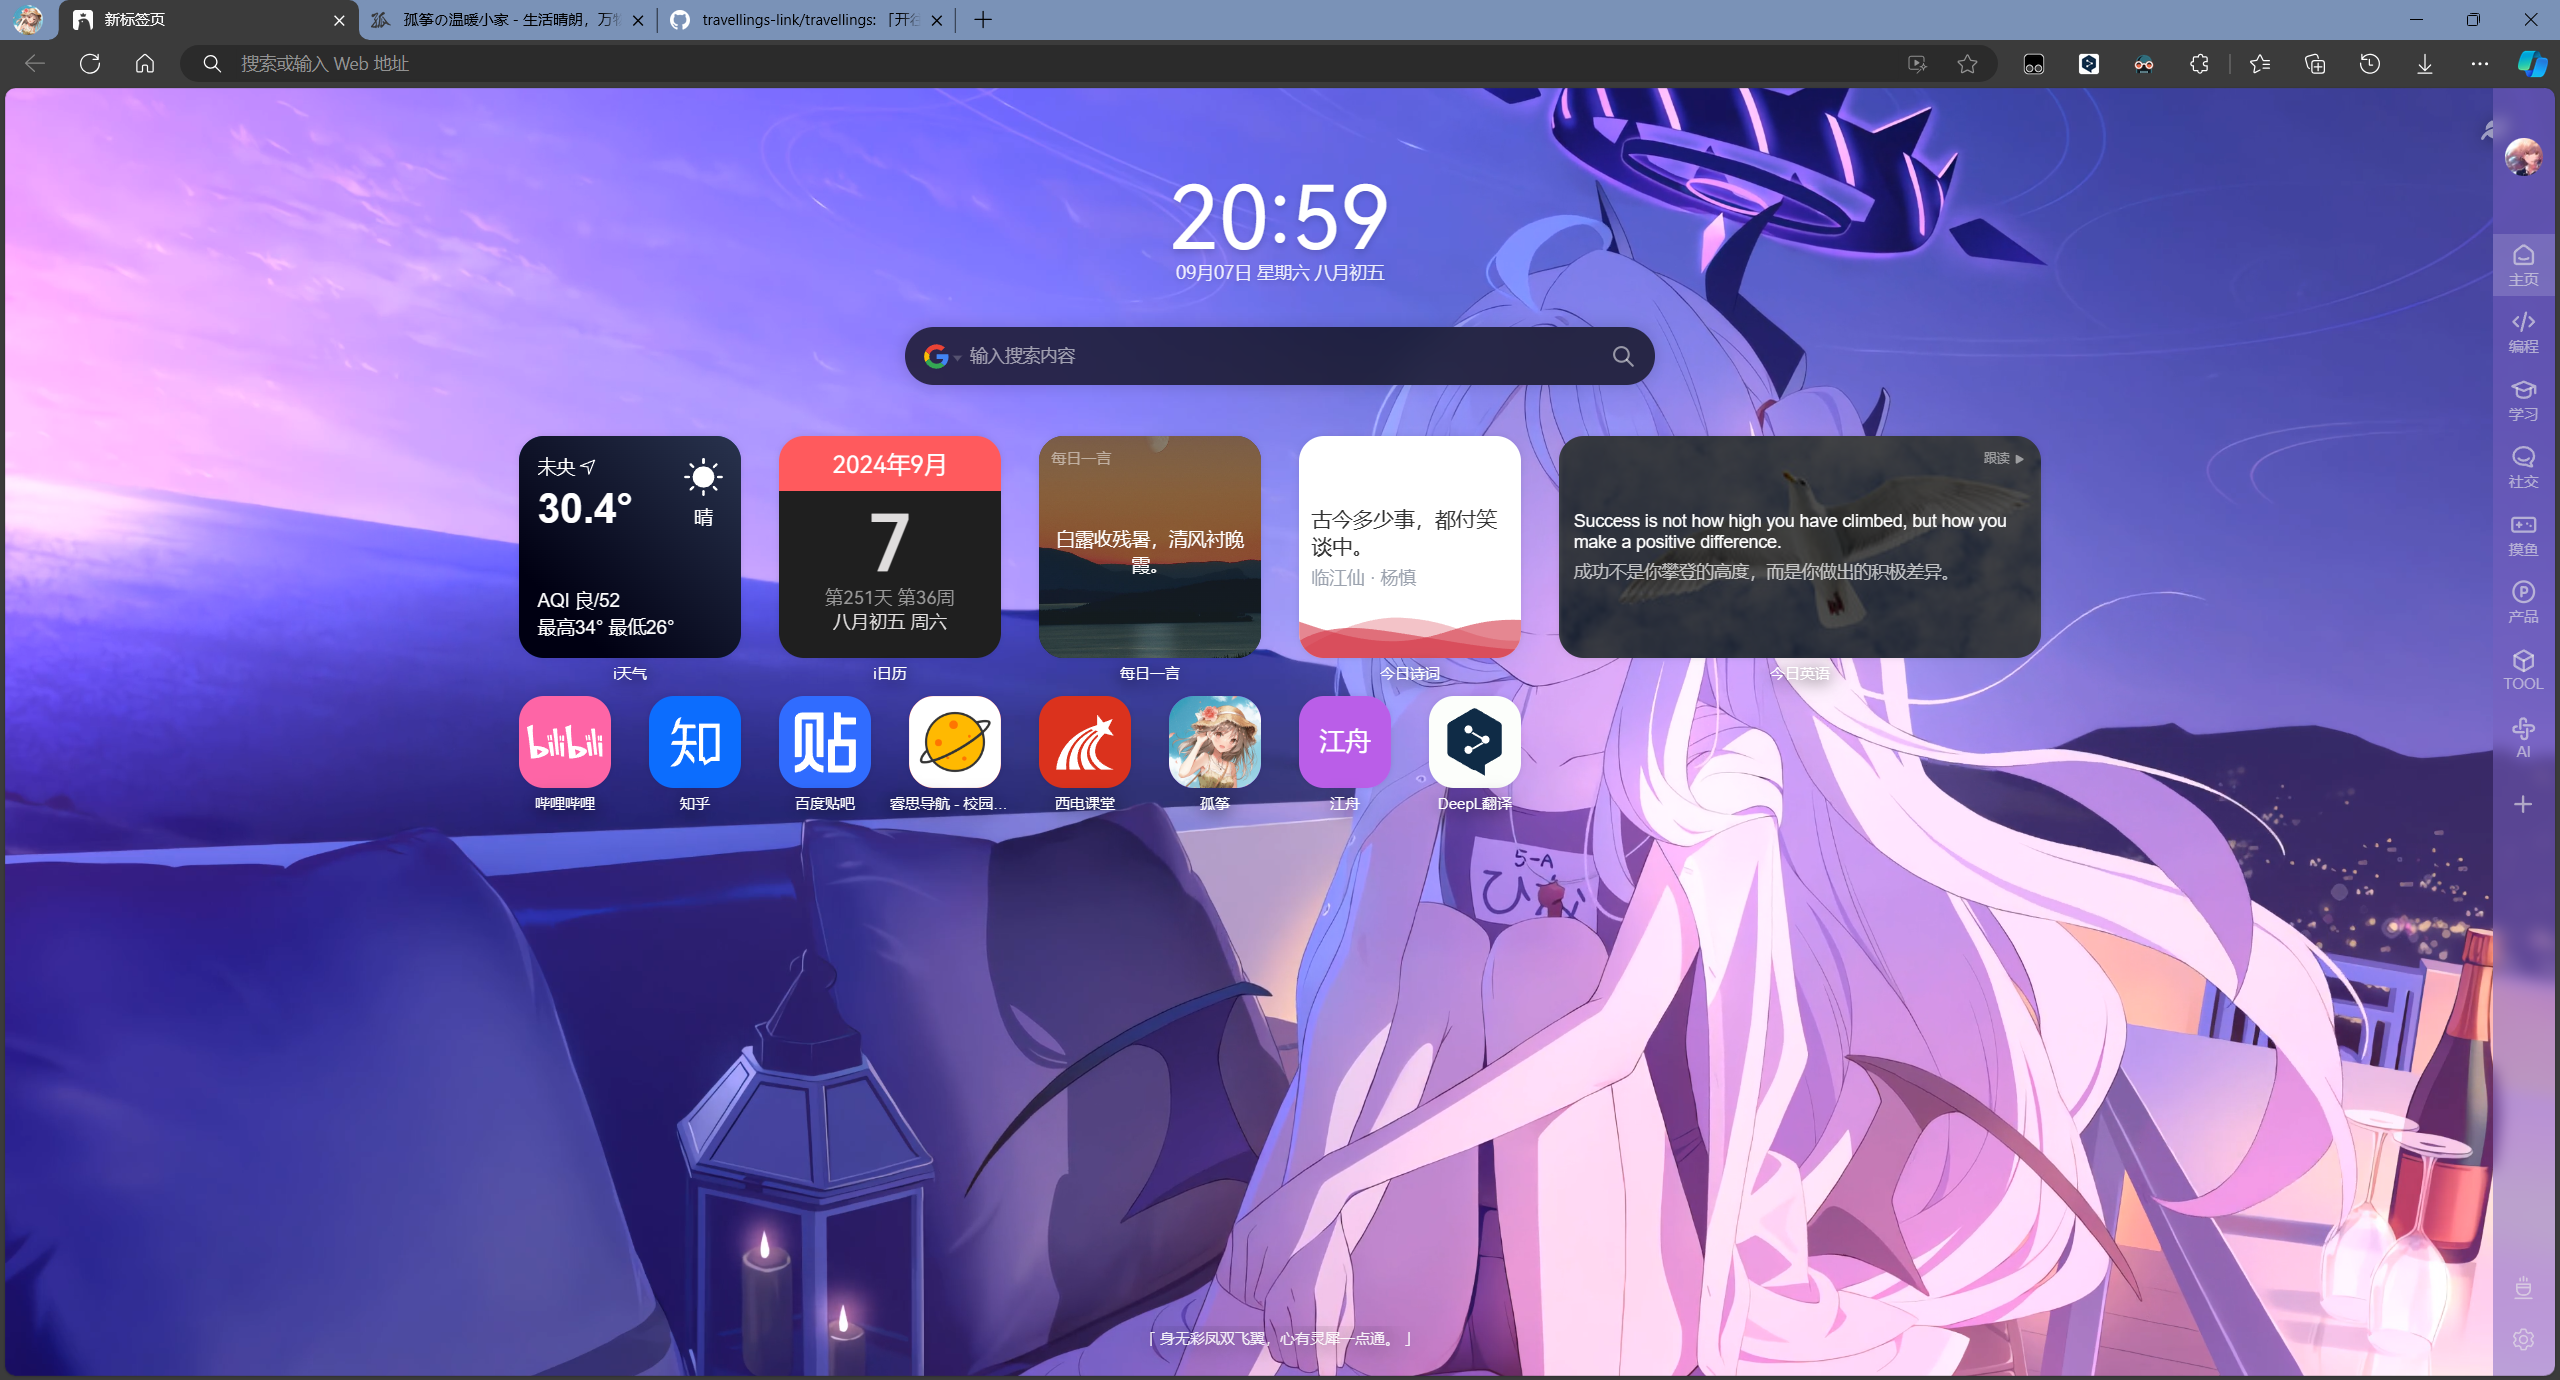 新标签页
孤筝の温暖小家 - 生活晴朗，万
travellings-link/travellings: 「开往
搜索或输入 Web 地址
20:59
09月07日 星期六 八月初五
输入搜索内容
未央
30.4°
晴
AQI 良/52
最高34° 最低26°
i天气
2024年9月
7
第251天 第36周
八月初五 周六
i日历
每日一言
白露收残暑，清风衬晚
霞。
每日一言
古今多少事，都付笑
谈中。
临江仙 · 杨慎
今日诗词
跟读
Success is not how high you have climbed, but how you
make a positive difference.
成功不是你攀登的高度，而是你做出的积极差异。
今日英语
bilibili
哔哩哔哩
知
知乎
贴
百度贴吧
睿思导航 - 校园...
西电课堂
孤筝
江舟
江舟
DeepL翻译
主页
编程
学习
社交
摸鱼
P
产品
TOOL
AI
5-A
「 身无彩凤双飞翼，心有灵犀一点通。 」